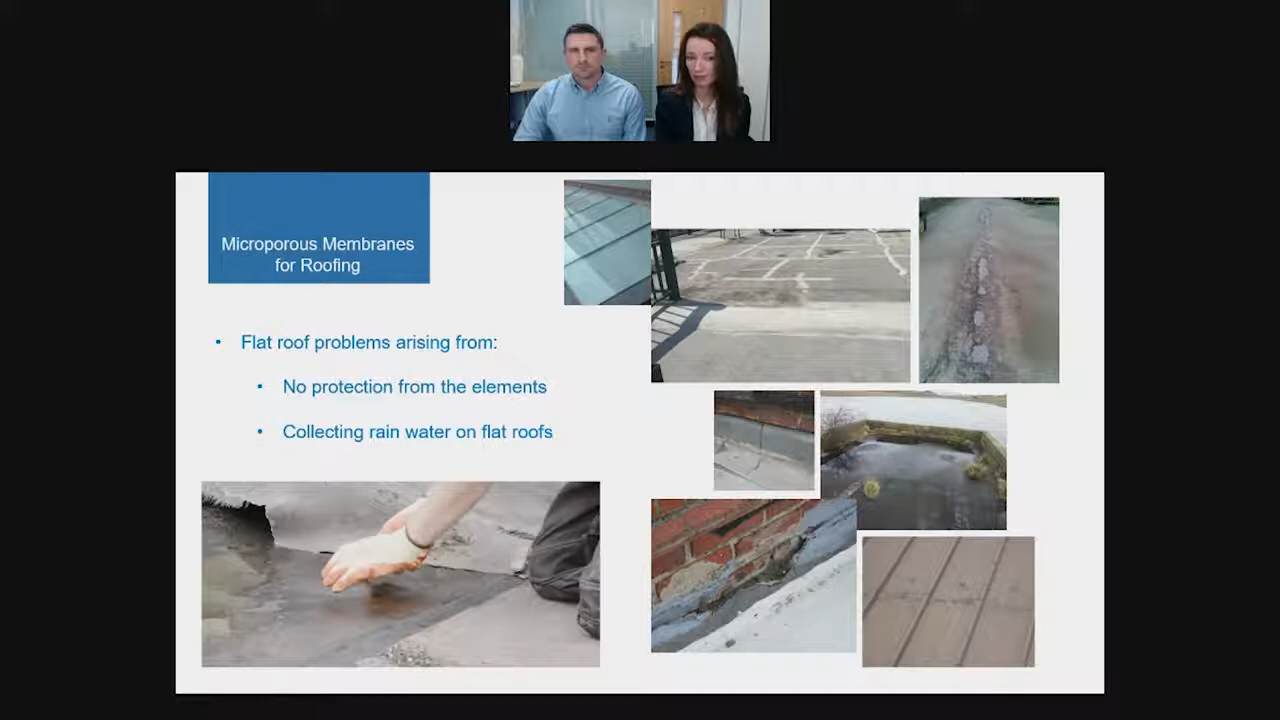 Microporous Membranes
for Roofing
• Flat roof problems arising from:
• No protection from the elements
• Collecting rain water on flat roofs